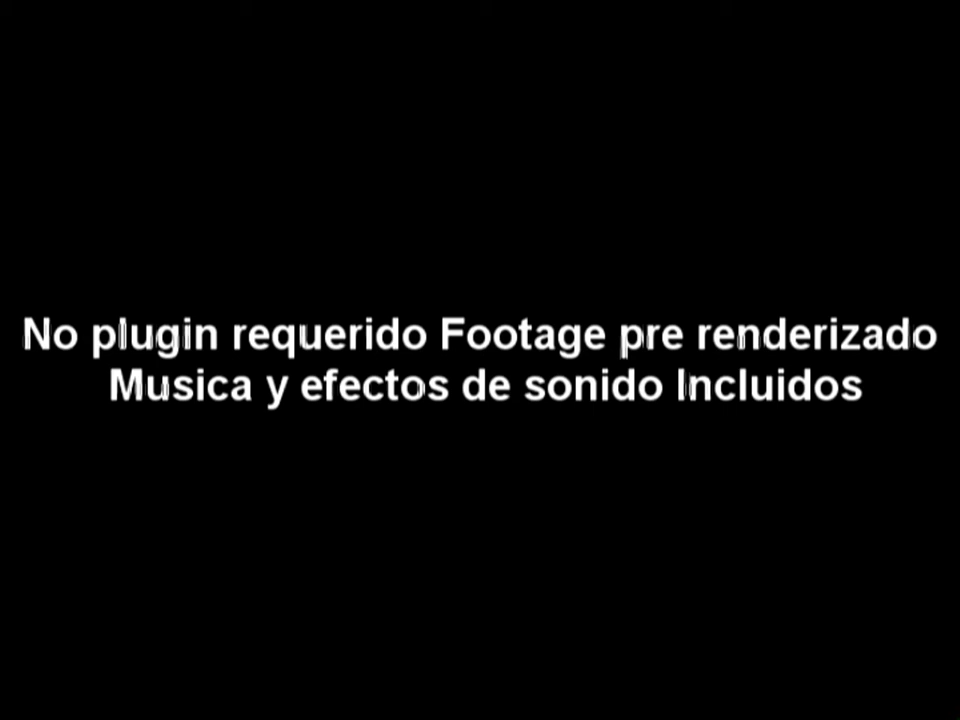 No plugin requerido Footage pre renderizado
Musica y efectos de sonido Incluidos